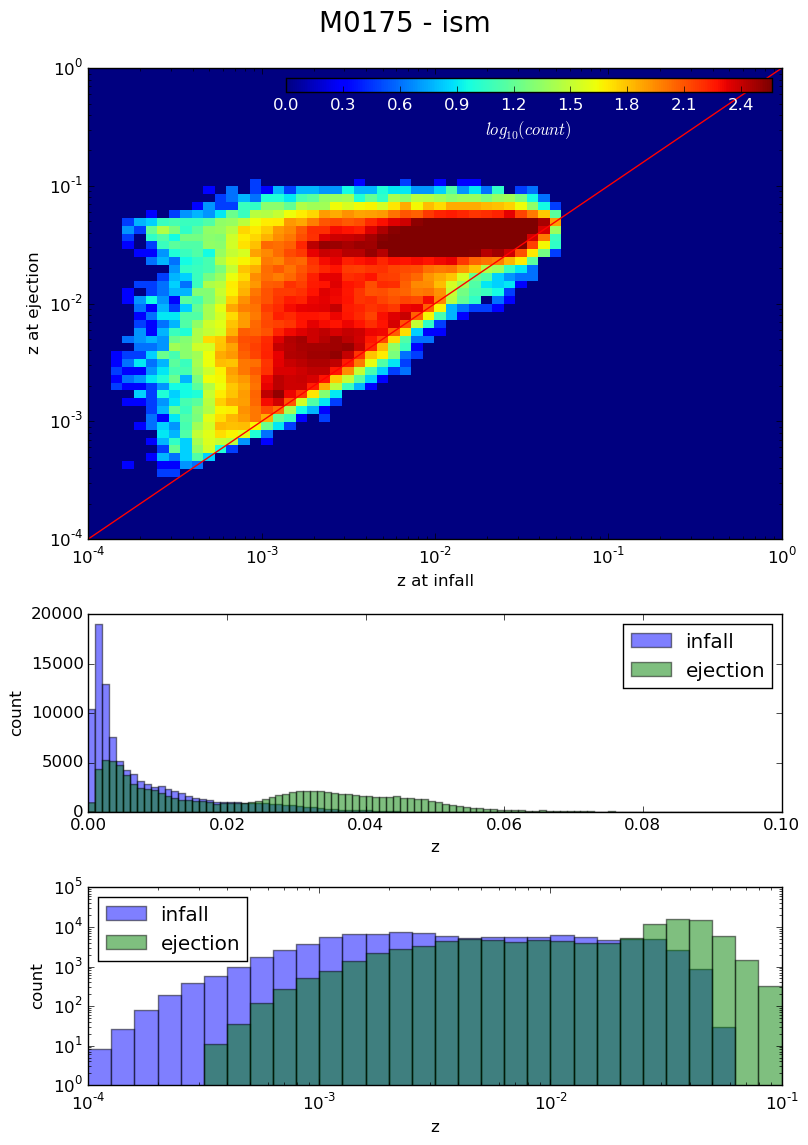 M0175 - ism
10^0
0.0 0.3 0.6 0.9 1.2 1.5 1.8 2.1 2.4
log_10(count)
10^-1
z at ejection
10^-2
10^-3
10^-4
10^-4 10^-3 10^-2 10^-1 10^0
z at infall
20000
infall
ejection
15000
count
10000
5000
0
0.00 0.02 0.04 0.06 0.08 0.10
z
10^5
infall
ejection
10^4
10^3
count
10^2
10^1
10^0
10^-4 10^-3 10^-2 10^-1
z